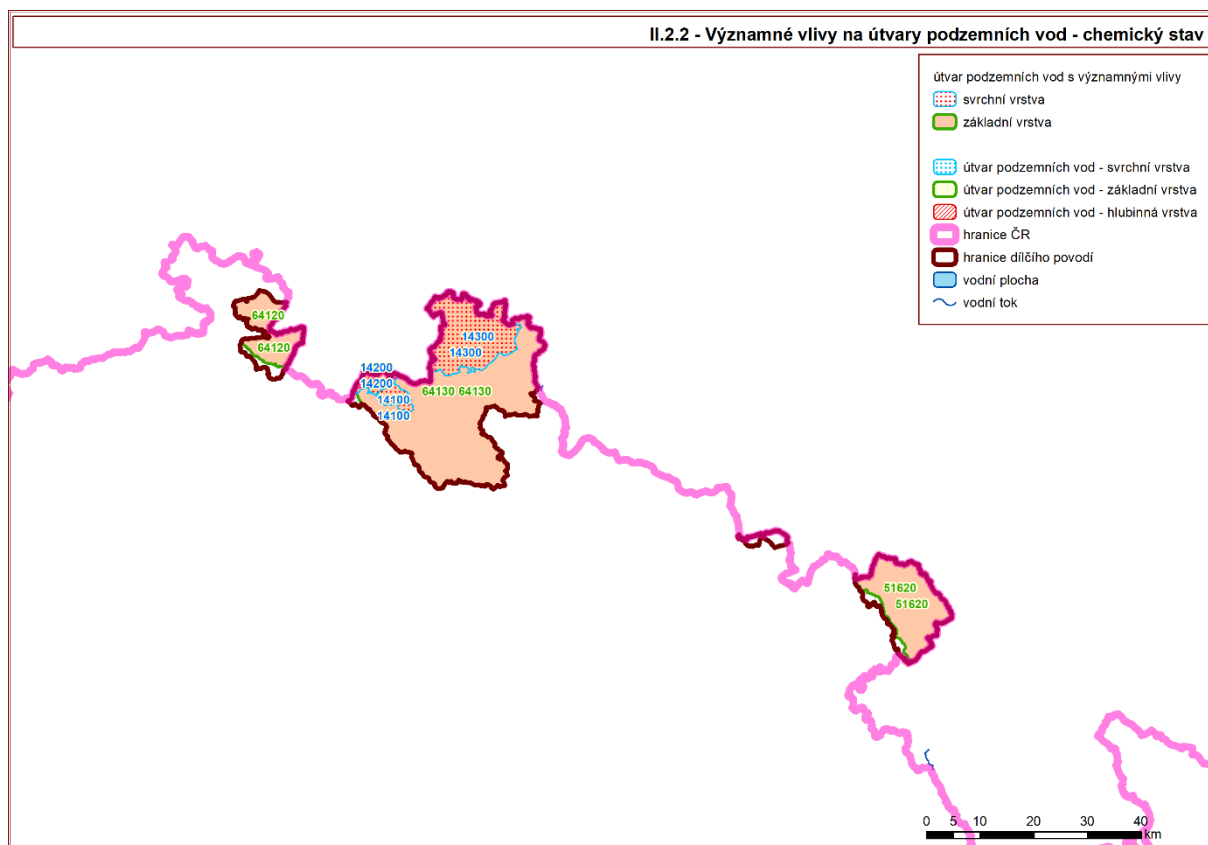 II.2.2 - Významné vlivy na útvary podzemních vod - chemický stav
útvar podzemních vod s významnými vlivy
svrchní vrstva
základní vrstva
útvar podzemních vod - svrchní vrstva
útvar podzemních vod - základní vrstva
útvar podzemních vod - hlubinná vrstva
hranice ČR
hranice dílčího povodí
vodní plocha
vodní tok
64120
64120
14300
14300
14200
14200
64130 64130
14100
14100
51620
51620
0 5 10 20 30 40
km